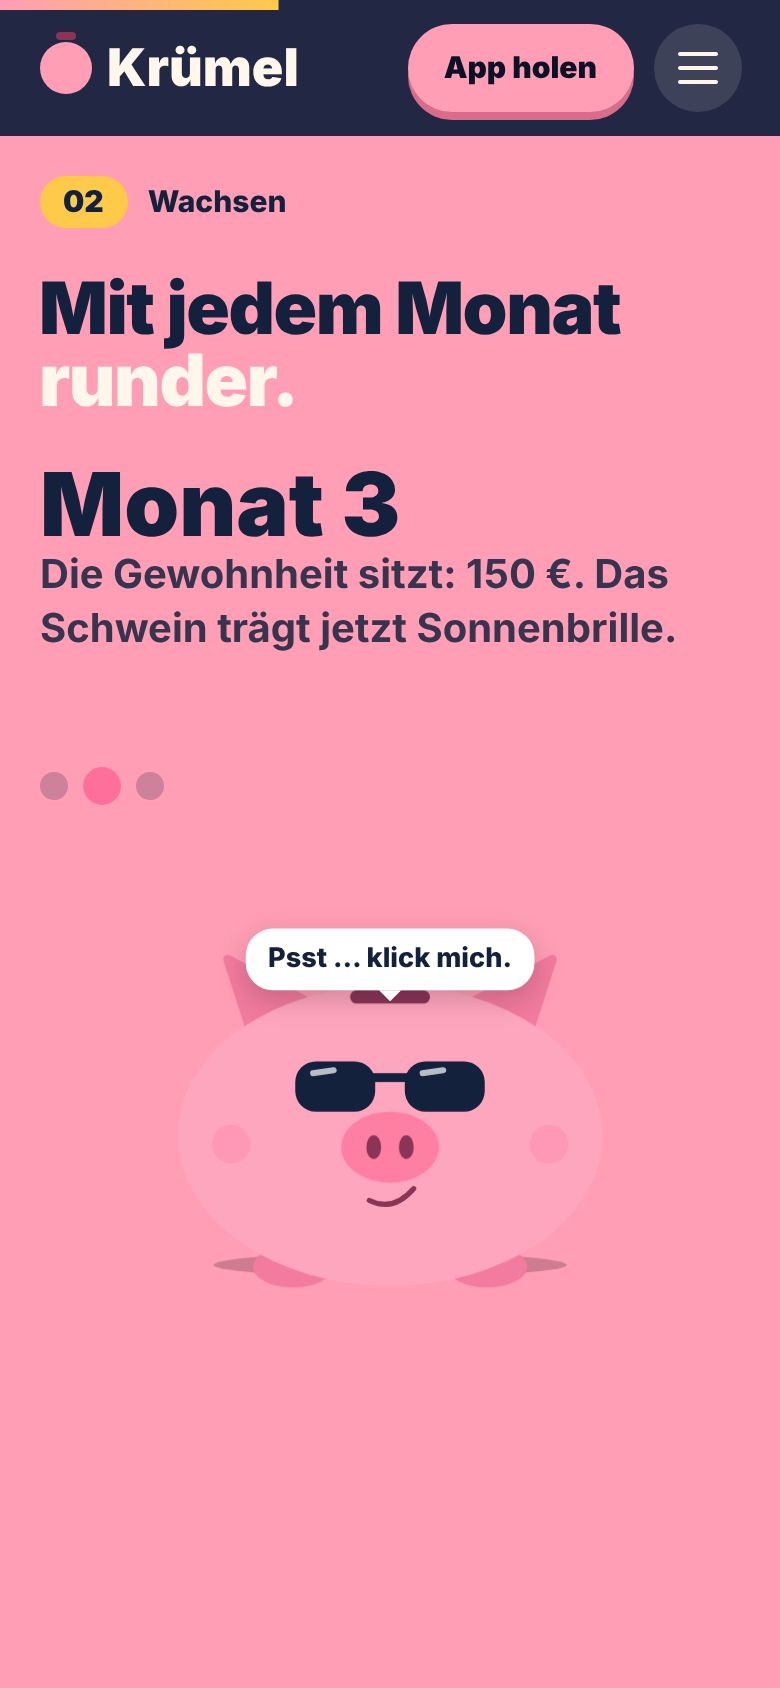 Krümel
App holen
02 Wachsen
Mit jedem Monat
runder.
Monat 3
Die Gewohnheit sitzt: 150 €. Das
Schwein trägt jetzt Sonnenbrille.
Psst … klick mich.